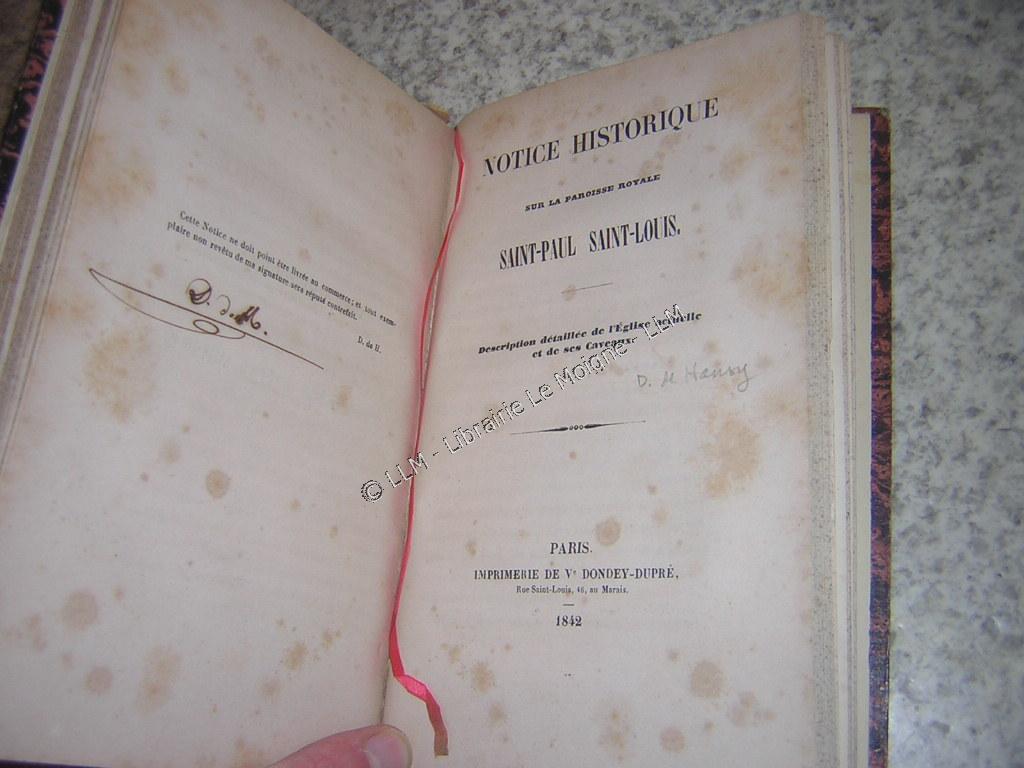 Cette Notice ne doit point être livrée au commerce; et tout exem-
plaire non revêtu de ma signature sera réputé contrefait.
D. d. H.
D. de H.
NOTICE HISTORIQUE
SUR LA PAROISSE ROYALE
SAINT-PAUL SAINT-LOUIS.
Description détaillée de l'Église actuelle
et de ses Caveaux.
D. de Hansy
PARIS.
IMPRIMERIE DE Ve DONDEY-DUPRÉ,
Rue Saint-Louis, 46, au Marais.
1842
© LLM - Librairie Le Moigne - LLM